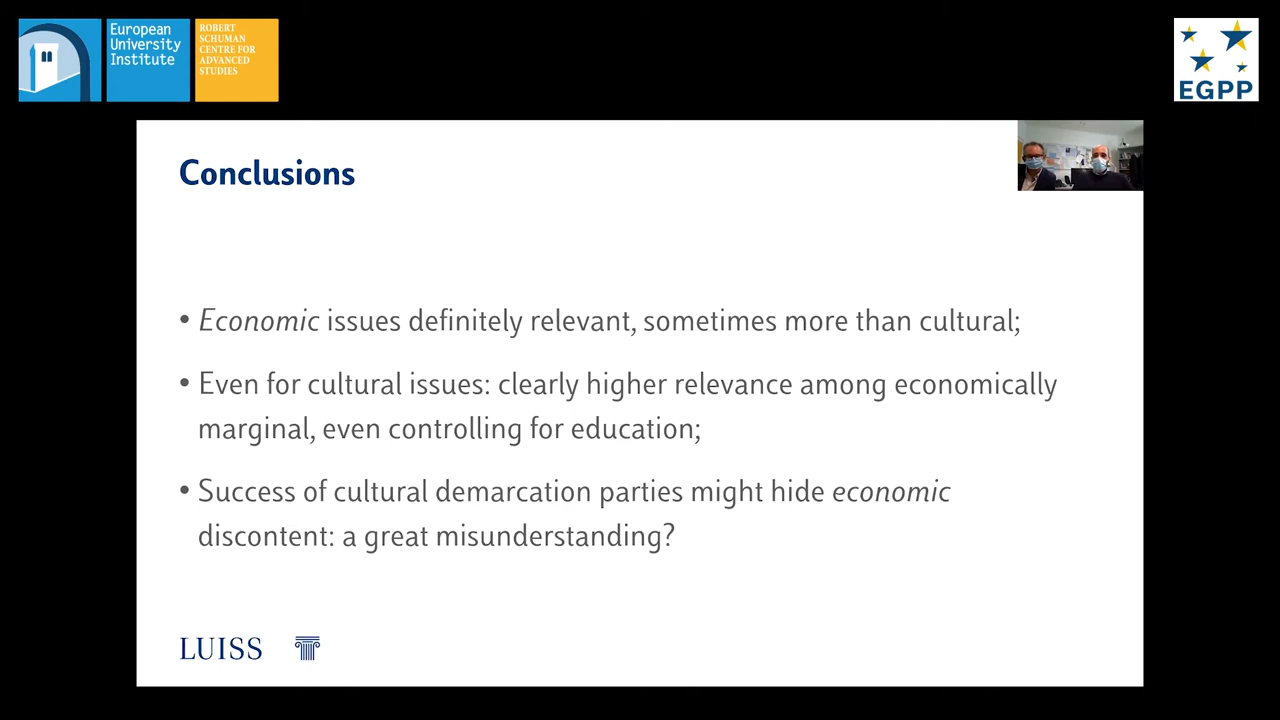 European
University
Institute
ROBERT
SCHUMAN
CENTRE FOR
ADVANCED
STUDIES
EGPP
Conclusions
• Economic issues definitely relevant, sometimes more than cultural;
• Even for cultural issues: clearly higher relevance among economically
marginal, even controlling for education;
• Success of cultural demarcation parties might hide economic
discontent: a great misunderstanding?
LUISS